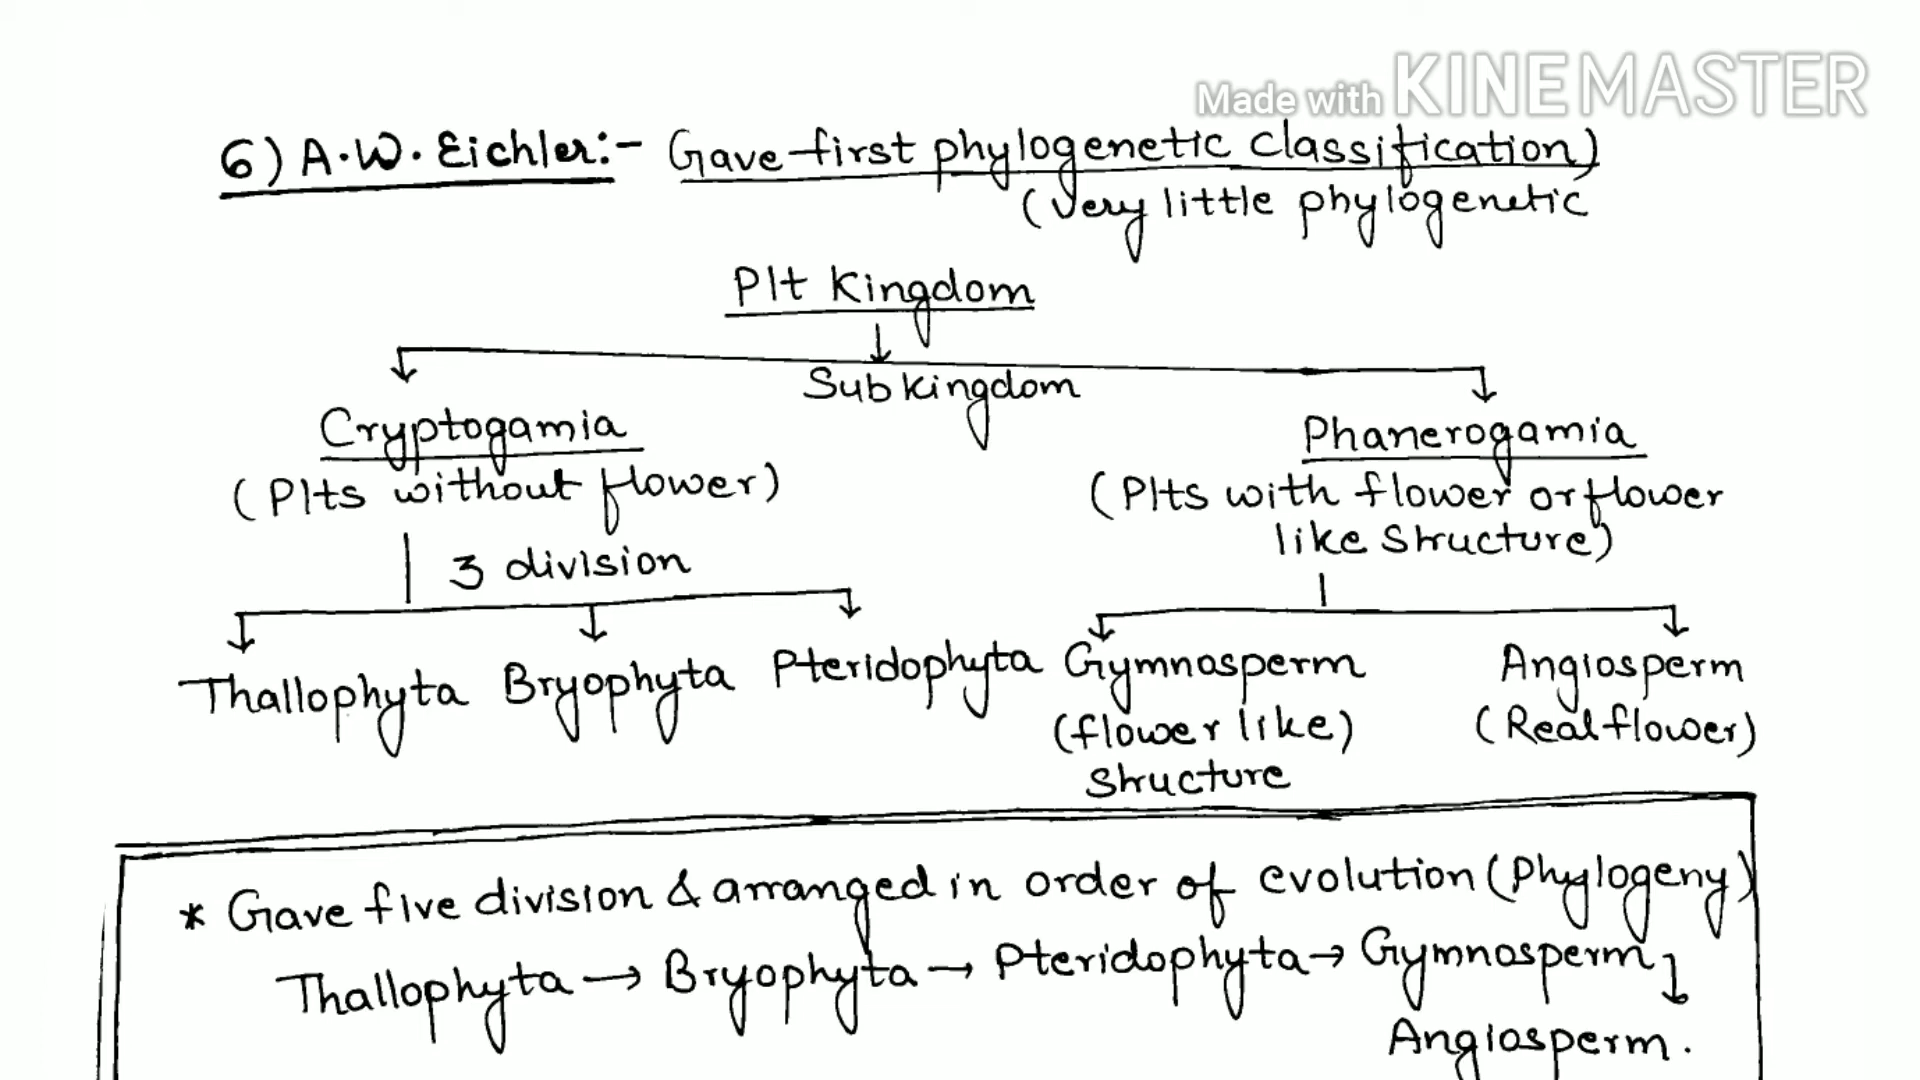 Made with KINEMASTER
6) A.W. Eichler:- Gave first phylogenetic classification)
(very little phylogenetic
Plt Kingdom
Sub kingdom
Cryptogamia Phanerogamia
(Plts without flower) (Plts with flower or flower
like structure)
3 division
Thallophyta Bryophyta Pteridophyta Gymnosperm Angiosperm
(flower like) (Real flower)
structure
* Gave five division & arranged in order of evolution (Phylogeny)
Thallophyta → Bryophyta → Pteridophyta → Gymnosperm ↓
Angiosperm.